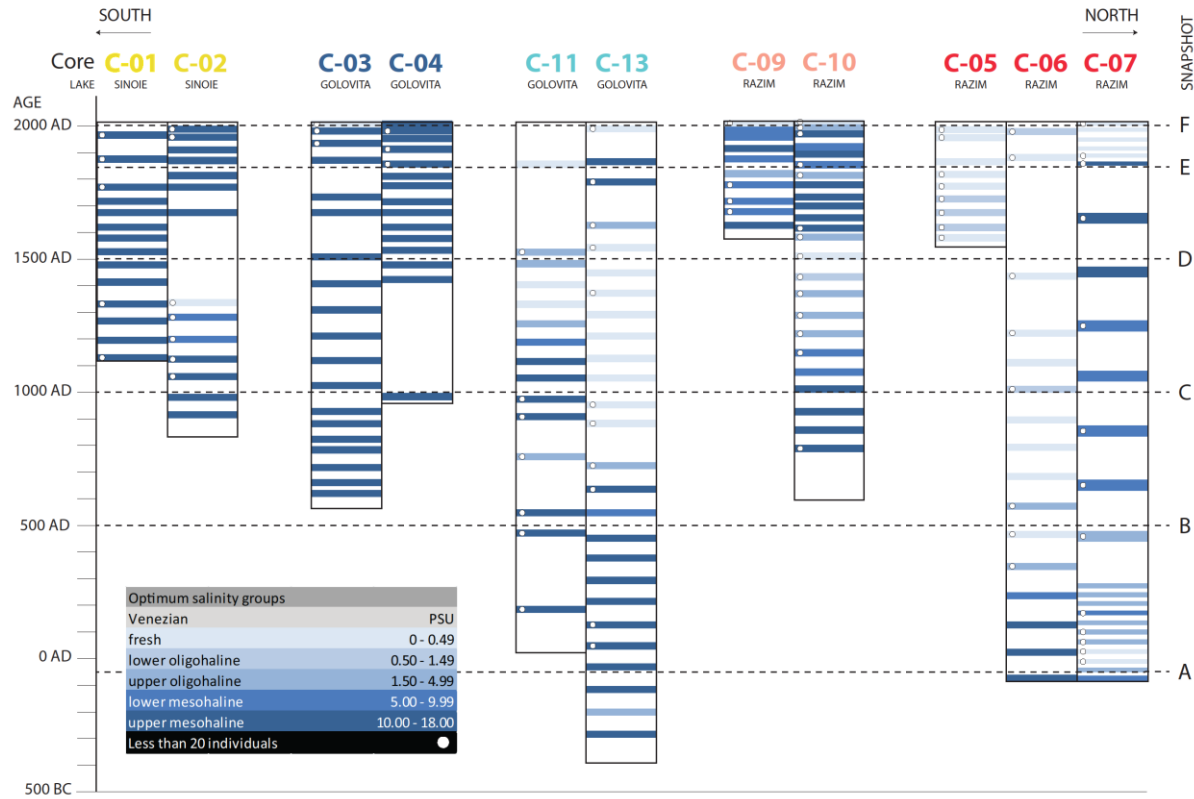 SOUTH
NORTH
SNAPSHOT
Core C-01 C-02 C-03 C-04 C-11 C-13 C-09 C-10 C-05 C-06 C-07
LAKE SINOIE SINOIE GOLOVITA GOLOVITA GOLOVITA GOLOVITA RAZIM RAZIM RAZIM RAZIM RAZIM
AGE
2000 AD F
E
1500 AD D
1000 AD C
500 AD B
Optimum salinity groups
Venezian PSU
fresh 0 - 0.49
lower oligohaline 0.50 - 1.49
upper oligohaline 1.50 - 4.99
lower mesohaline 5.00 - 9.99
upper mesohaline 10.00 - 18.00
Less than 20 individuals
0 AD
A
500 BC